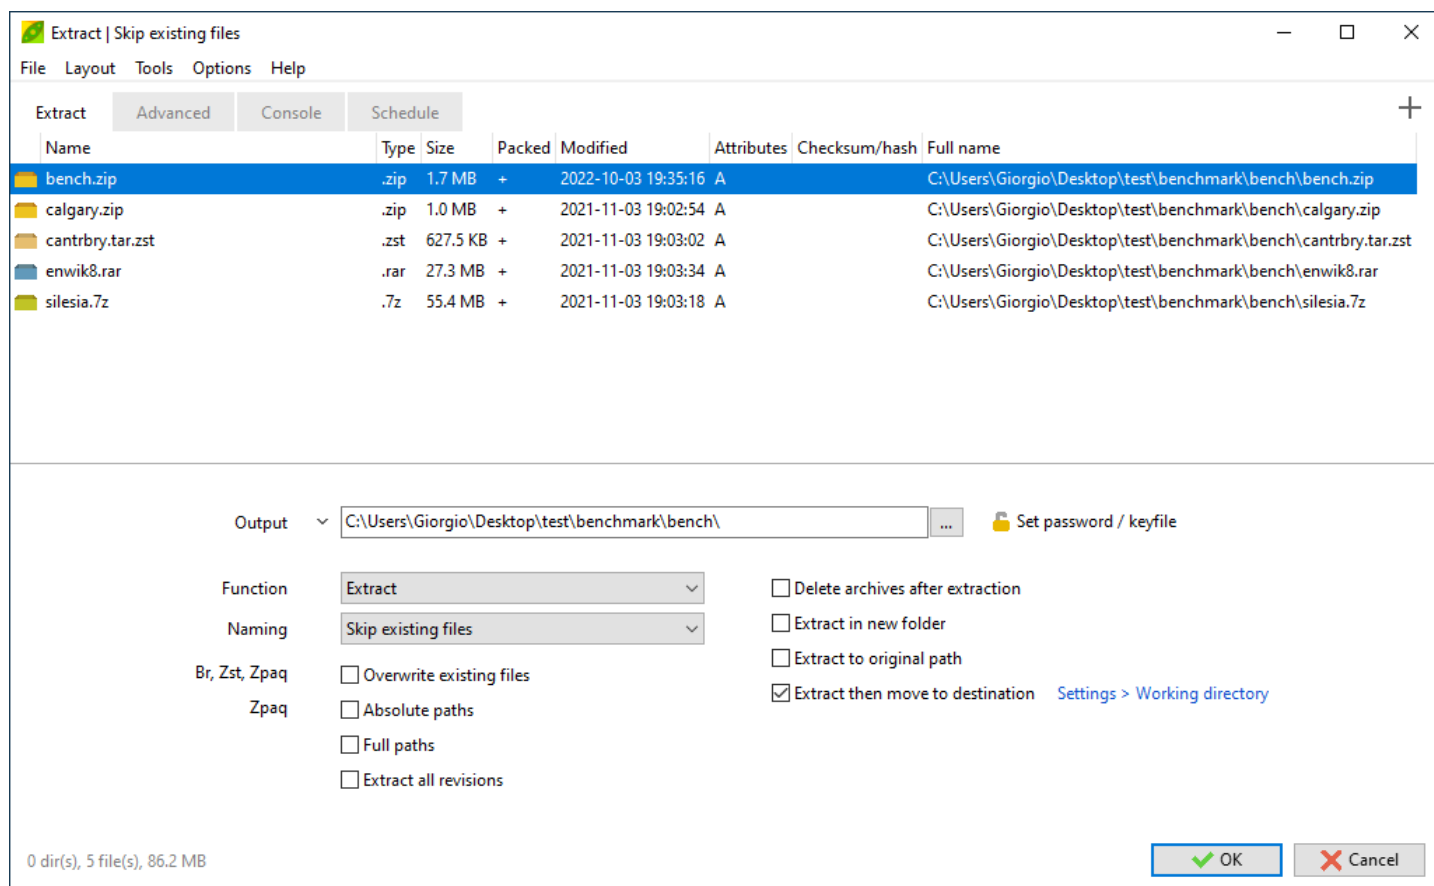 Extract | Skip existing files
File Layout Tools Options Help
Extract Advanced Console Schedule
Name Type Size Packed Modified Attributes Checksum/hash Full name
bench.zip .zip 1.7 MB + 2022-10-03 19:35:16 A C:\Users\Giorgio\Desktop\test\benchmark\bench\bench.zip
calgary.zip .zip 1.0 MB + 2021-11-03 19:02:54 A C:\Users\Giorgio\Desktop\test\benchmark\bench\calgary.zip
cantrbry.tar.zst .zst 627.5 KB + 2021-11-03 19:03:02 A C:\Users\Giorgio\Desktop\test\benchmark\bench\cantrbry.tar.zst
enwik8.rar .rar 27.3 MB + 2021-11-03 19:03:34 A C:\Users\Giorgio\Desktop\test\benchmark\bench\enwik8.rar
silesia.7z .7z 55.4 MB + 2021-11-03 19:03:18 A C:\Users\Giorgio\Desktop\test\benchmark\bench\silesia.7z
Output C:\Users\Giorgio\Desktop\test\benchmark\bench\ ... Set password / keyfile
Function Extract Delete archives after extraction
Naming Skip existing files Extract in new folder
Extract to original path
Br, Zst, Zpaq Overwrite existing files Extract then move to destination Settings > Working directory
Zpaq Absolute paths
Full paths
Extract all revisions
0 dir(s), 5 file(s), 86.2 MB OK Cancel